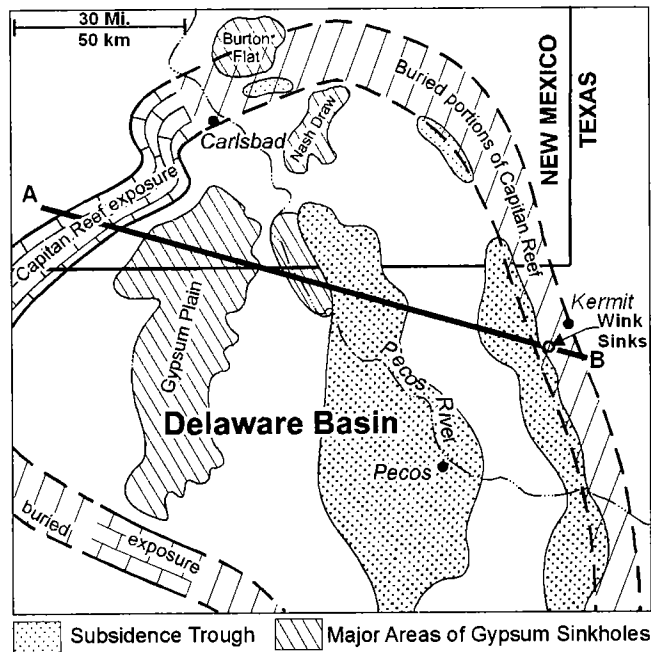 30 Mi.
50 km
Burton
Flat
NEW MEXICO
TEXAS
Buried portions of Capitan Reef
Nash Draw
Carlsbad
A
Capitan Reef exposure
Gypsum Plain
Kermit
Wink
Sinks
B
Pecos River
Delaware Basin
Pecos
buried
exposure
Subsidence Trough
Major Areas of Gypsum Sinkholes